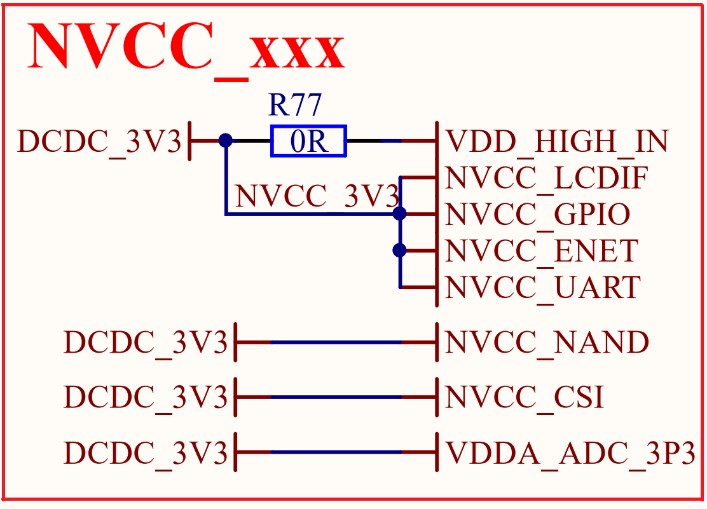 NVCC_xxx
R77
DCDC_3V3 0R VDD_HIGH_IN
NVCC_LCDIF
NVCC_3V3
NVCC_GPIO
NVCC_ENET
NVCC_UART
DCDC_3V3 NVCC_NAND
DCDC_3V3 NVCC_CSI
DCDC_3V3 VDDA_ADC_3P3